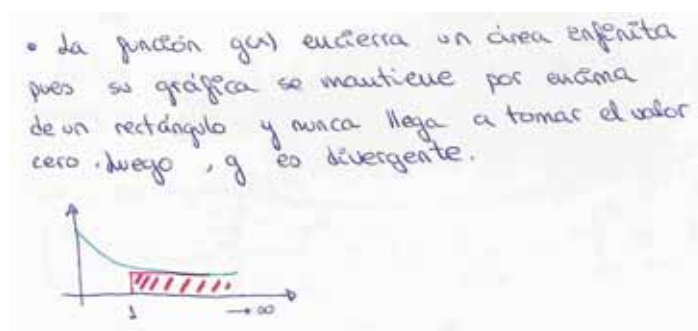 • La función g(x) encierra un área infinita
pues su gráfica se mantiene por encima
de un rectángulo y nunca llega a tomar el valor
cero. Luego, g es divergente.
1 → ∞